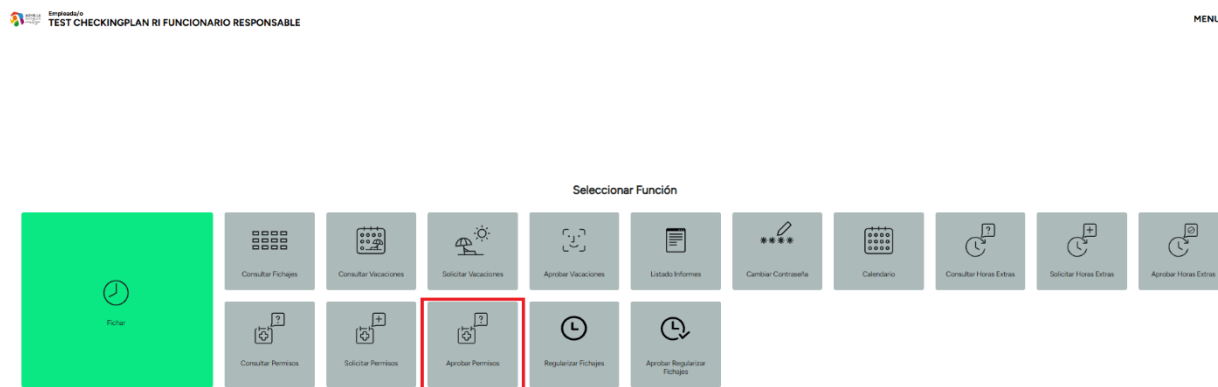 Empleada/o
TEST CHECKINGPLAN RI FUNCIONARIO RESPONSABLE
MENU
Seleccionar Función
Fichar
Consultar Fichajes
Consultar Vacaciones
Solicitar Vacaciones
Aprobar Vacaciones
Listado Informes
Cambiar Contraseña
Calendario
Consultar Horas Extras
Solicitar Horas Extras
Aprobar Horas Extras
Consultar Permisos
Solicitar Permisos
Aprobar Permisos
Regularizar Fichajes
Aprobar Regularizar
Fichajes